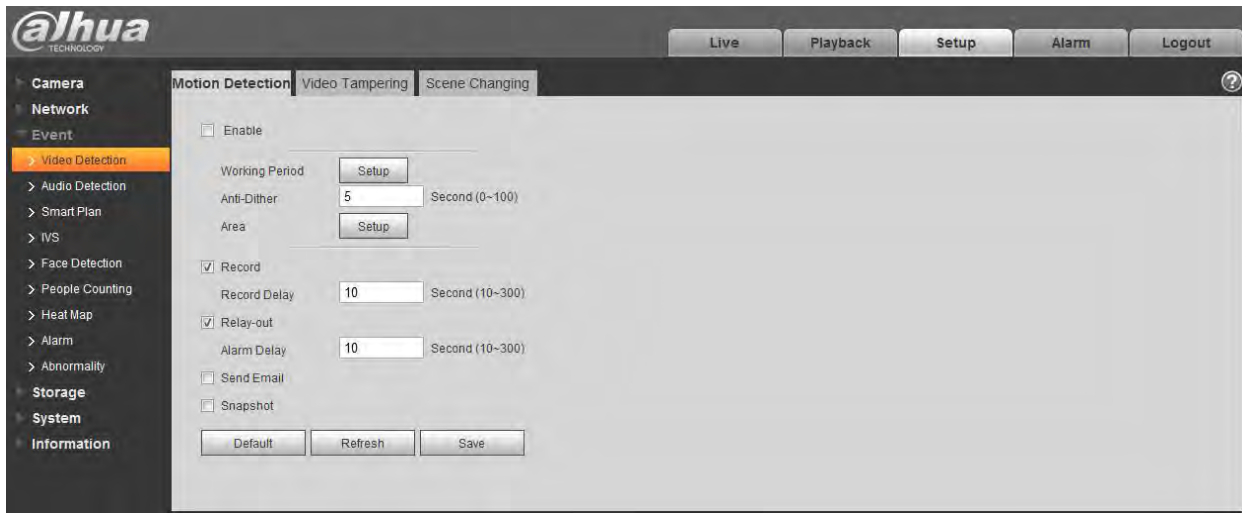 alhua
TECHNOLOGY
Live
Playback
Setup
Alarm
Logout
Camera
Network
Event
Video Detection
Audio Detection
Smart Plan
IVS
Face Detection
People Counting
Heat Map
Alarm
Abnormality
Storage
System
Information
Motion Detection
Video Tampering
Scene Changing
?
Enable
Working Period
Setup
Anti-Dither
5
Second (0~100)
Area
Setup
Record
Record Delay
10
Second (10~300)
Relay-out
Alarm Delay
10
Second (10~300)
Send Email
Snapshot
Default
Refresh
Save